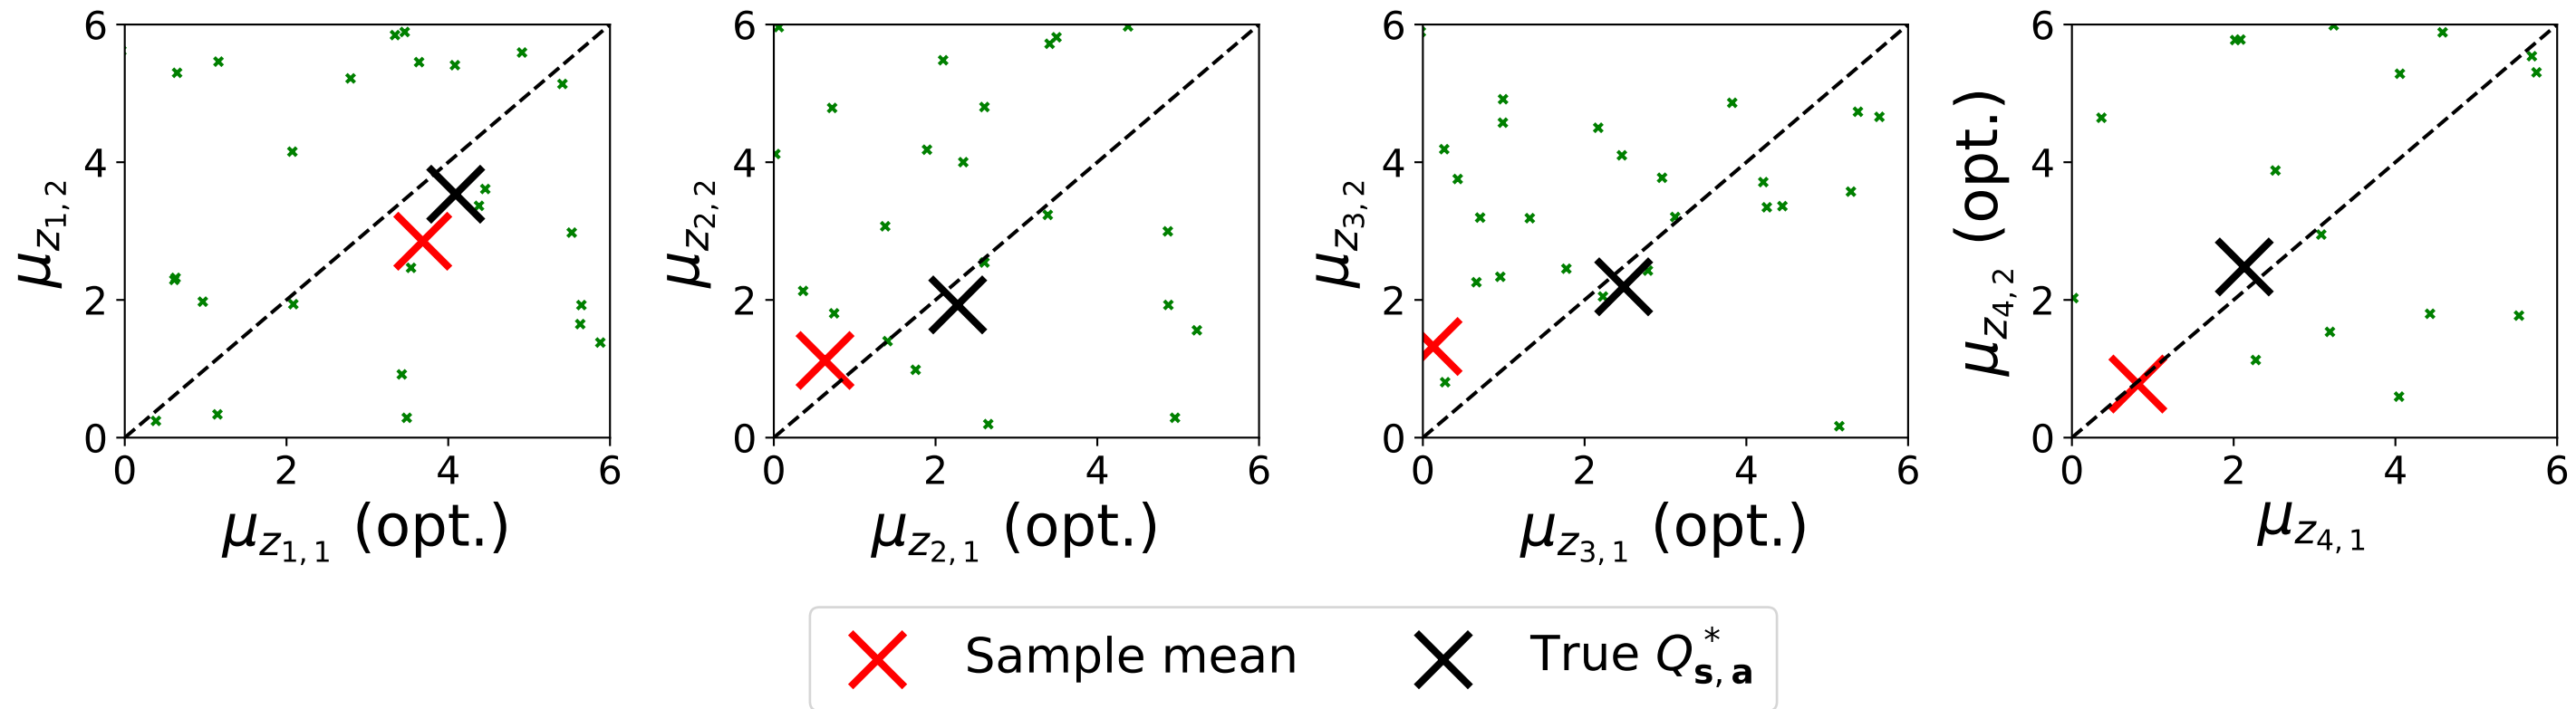 6
4
2
0
0 2 4 6
μz1, 2
μz1, 1 (opt.)
6
4
2
0
0 2 4 6
μz2, 2
μz2, 1 (opt.)
6
4
2
0
0 2 4 6
μz3, 2
μz3, 1 (opt.)
6
4
2
0
0 2 4 6
μz4, 2 (opt.)
μz4, 1
Sample mean
True Q*s, a